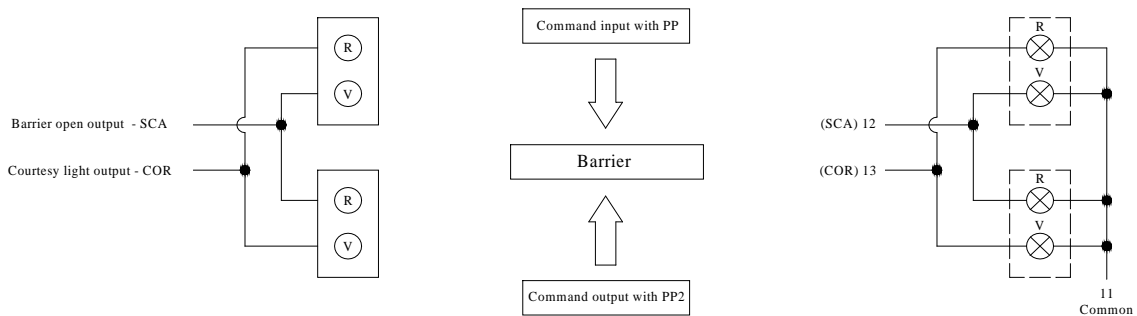 R
V
Barrier open output - SCA
Courtesy light output - COR
R
V
Command input with PP
Barrier
Command output with PP2
R
V
(SCA) 12
(COR) 13
R
V
11
Common